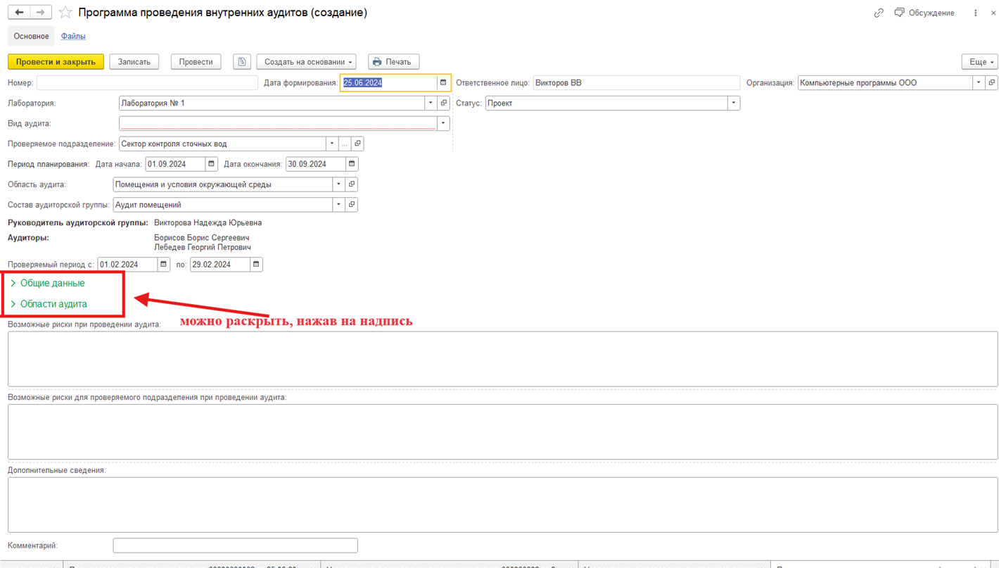 Программа проведения внутренних аудитов (создание)
Обсуждение
Основное Файлы
Провести и закрыть Записать Провести Создать на основании Печать Еще
Номер: Дата формирования: 25.06.2024 Ответственное лицо: Викторов ВВ Организация: Компьютерные программы ООО
Лаборатория: Лаборатория № 1 Статус: Проект
Вид аудита:
Проверяемое подразделение: Сектор контроля сточных вод ...
Период планирования: Дата начала: 01.09.2024 Дата окончания: 30.09.2024
Область аудита: Помещения и условия окружающей среды
Состав аудиторской группы: Аудит помещений
Руководитель аудиторской группы: Викторова Надежда Юрьевна
Аудиторы: Борисов Борис Сергеевич
Лебедев Георгий Петрович
Проверяемый период с: 01.02.2024 по: 29.02.2024
Общие данные
Области аудита
можно раскрыть, нажав на надпись
Возможные риски при проведении аудита:
Возможные риски для проверяемого подразделения при проведении аудита:
Дополнительные сведения:
Комментарий: